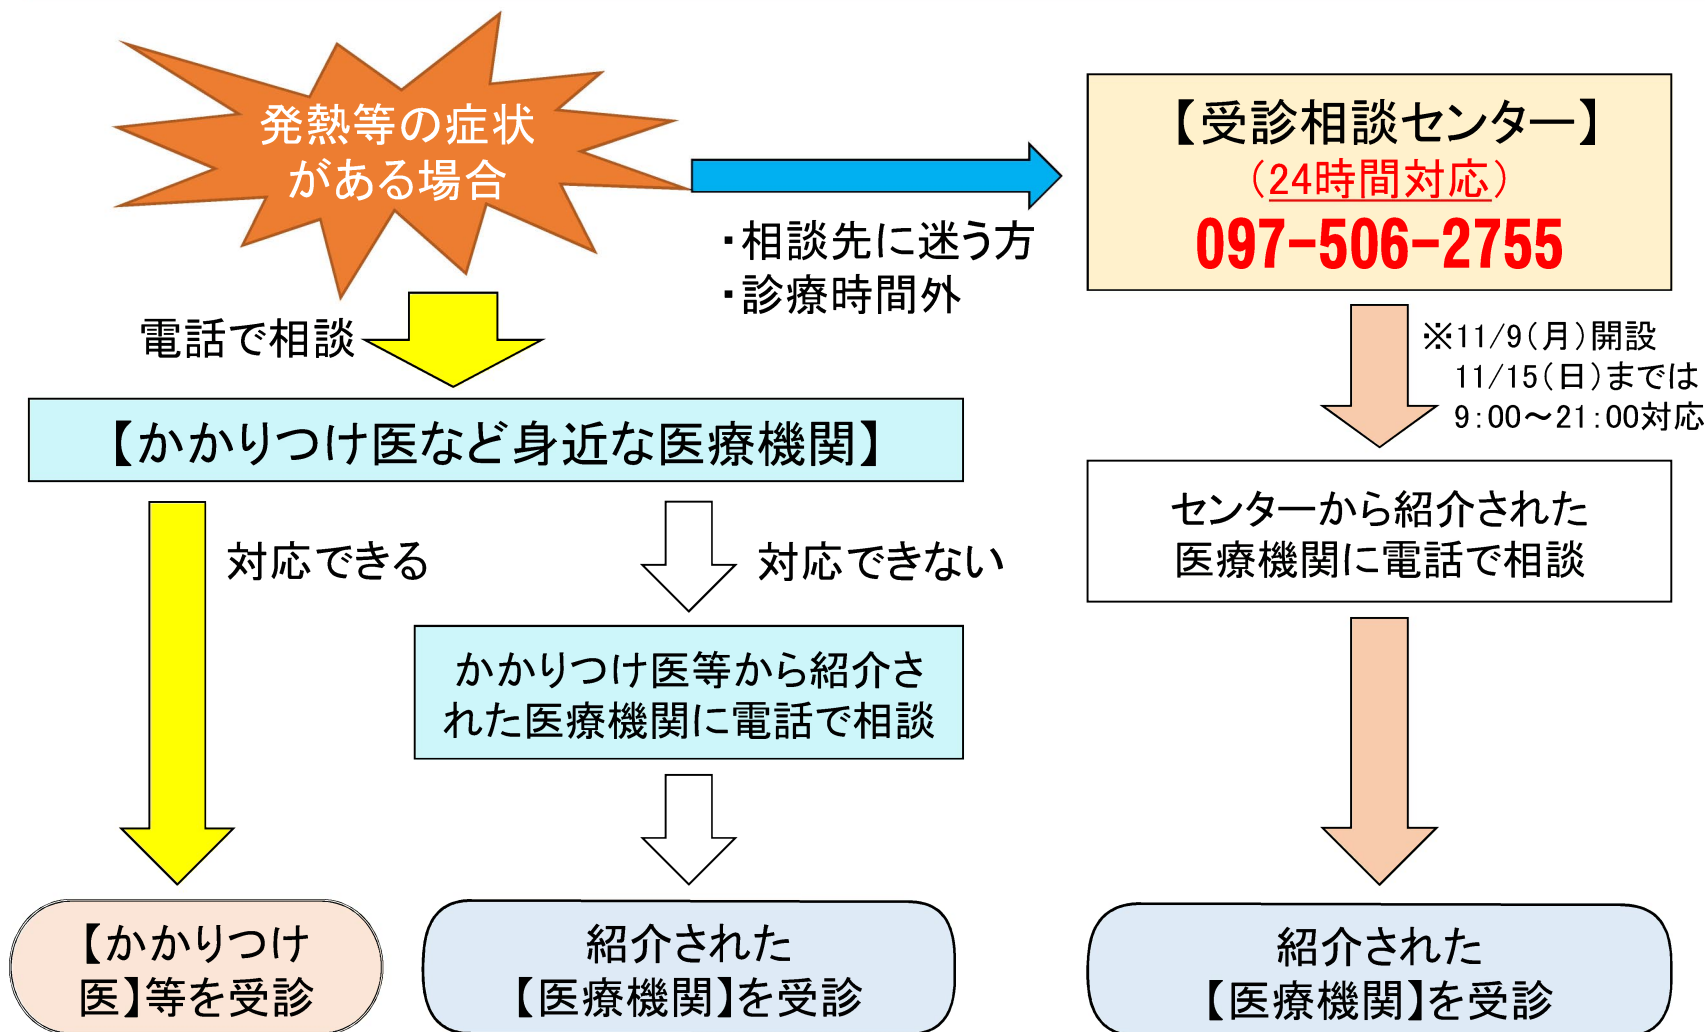 発熱等の症状
がある場合
・相談先に迷う方
・診療時間外
【受診相談センター】
（24時間対応）
097-506-2755
※11/9(月)開設
11/15(日)までは
9:00～21:00対応
電話で相談
【かかりつけ医など身近な医療機関】
対応できる
対応できない
センターから紹介された
医療機関に電話で相談
かかりつけ医等から紹介さ
れた医療機関に電話で相談
【かかりつけ
医】等を受診
紹介された
【医療機関】を受診
紹介された
【医療機関】を受診